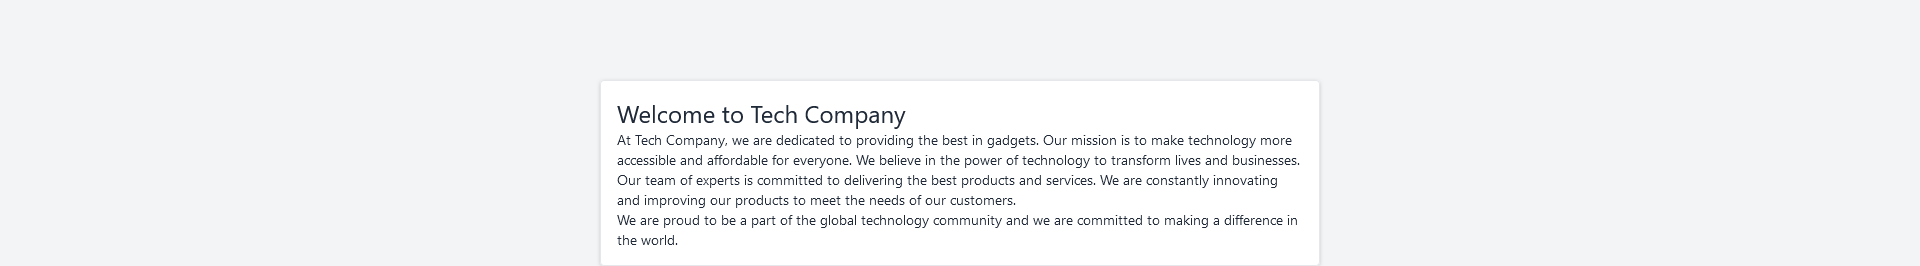 Welcome to Tech Company
At Tech Company, we are dedicated to providing the best in gadgets. Our mission is to make technology more
accessible and affordable for everyone. We believe in the power of technology to transform lives and businesses.
Our team of experts is committed to delivering the best products and services. We are constantly innovating
and improving our products to meet the needs of our customers.
We are proud to be a part of the global technology community and we are committed to making a difference in
the world.